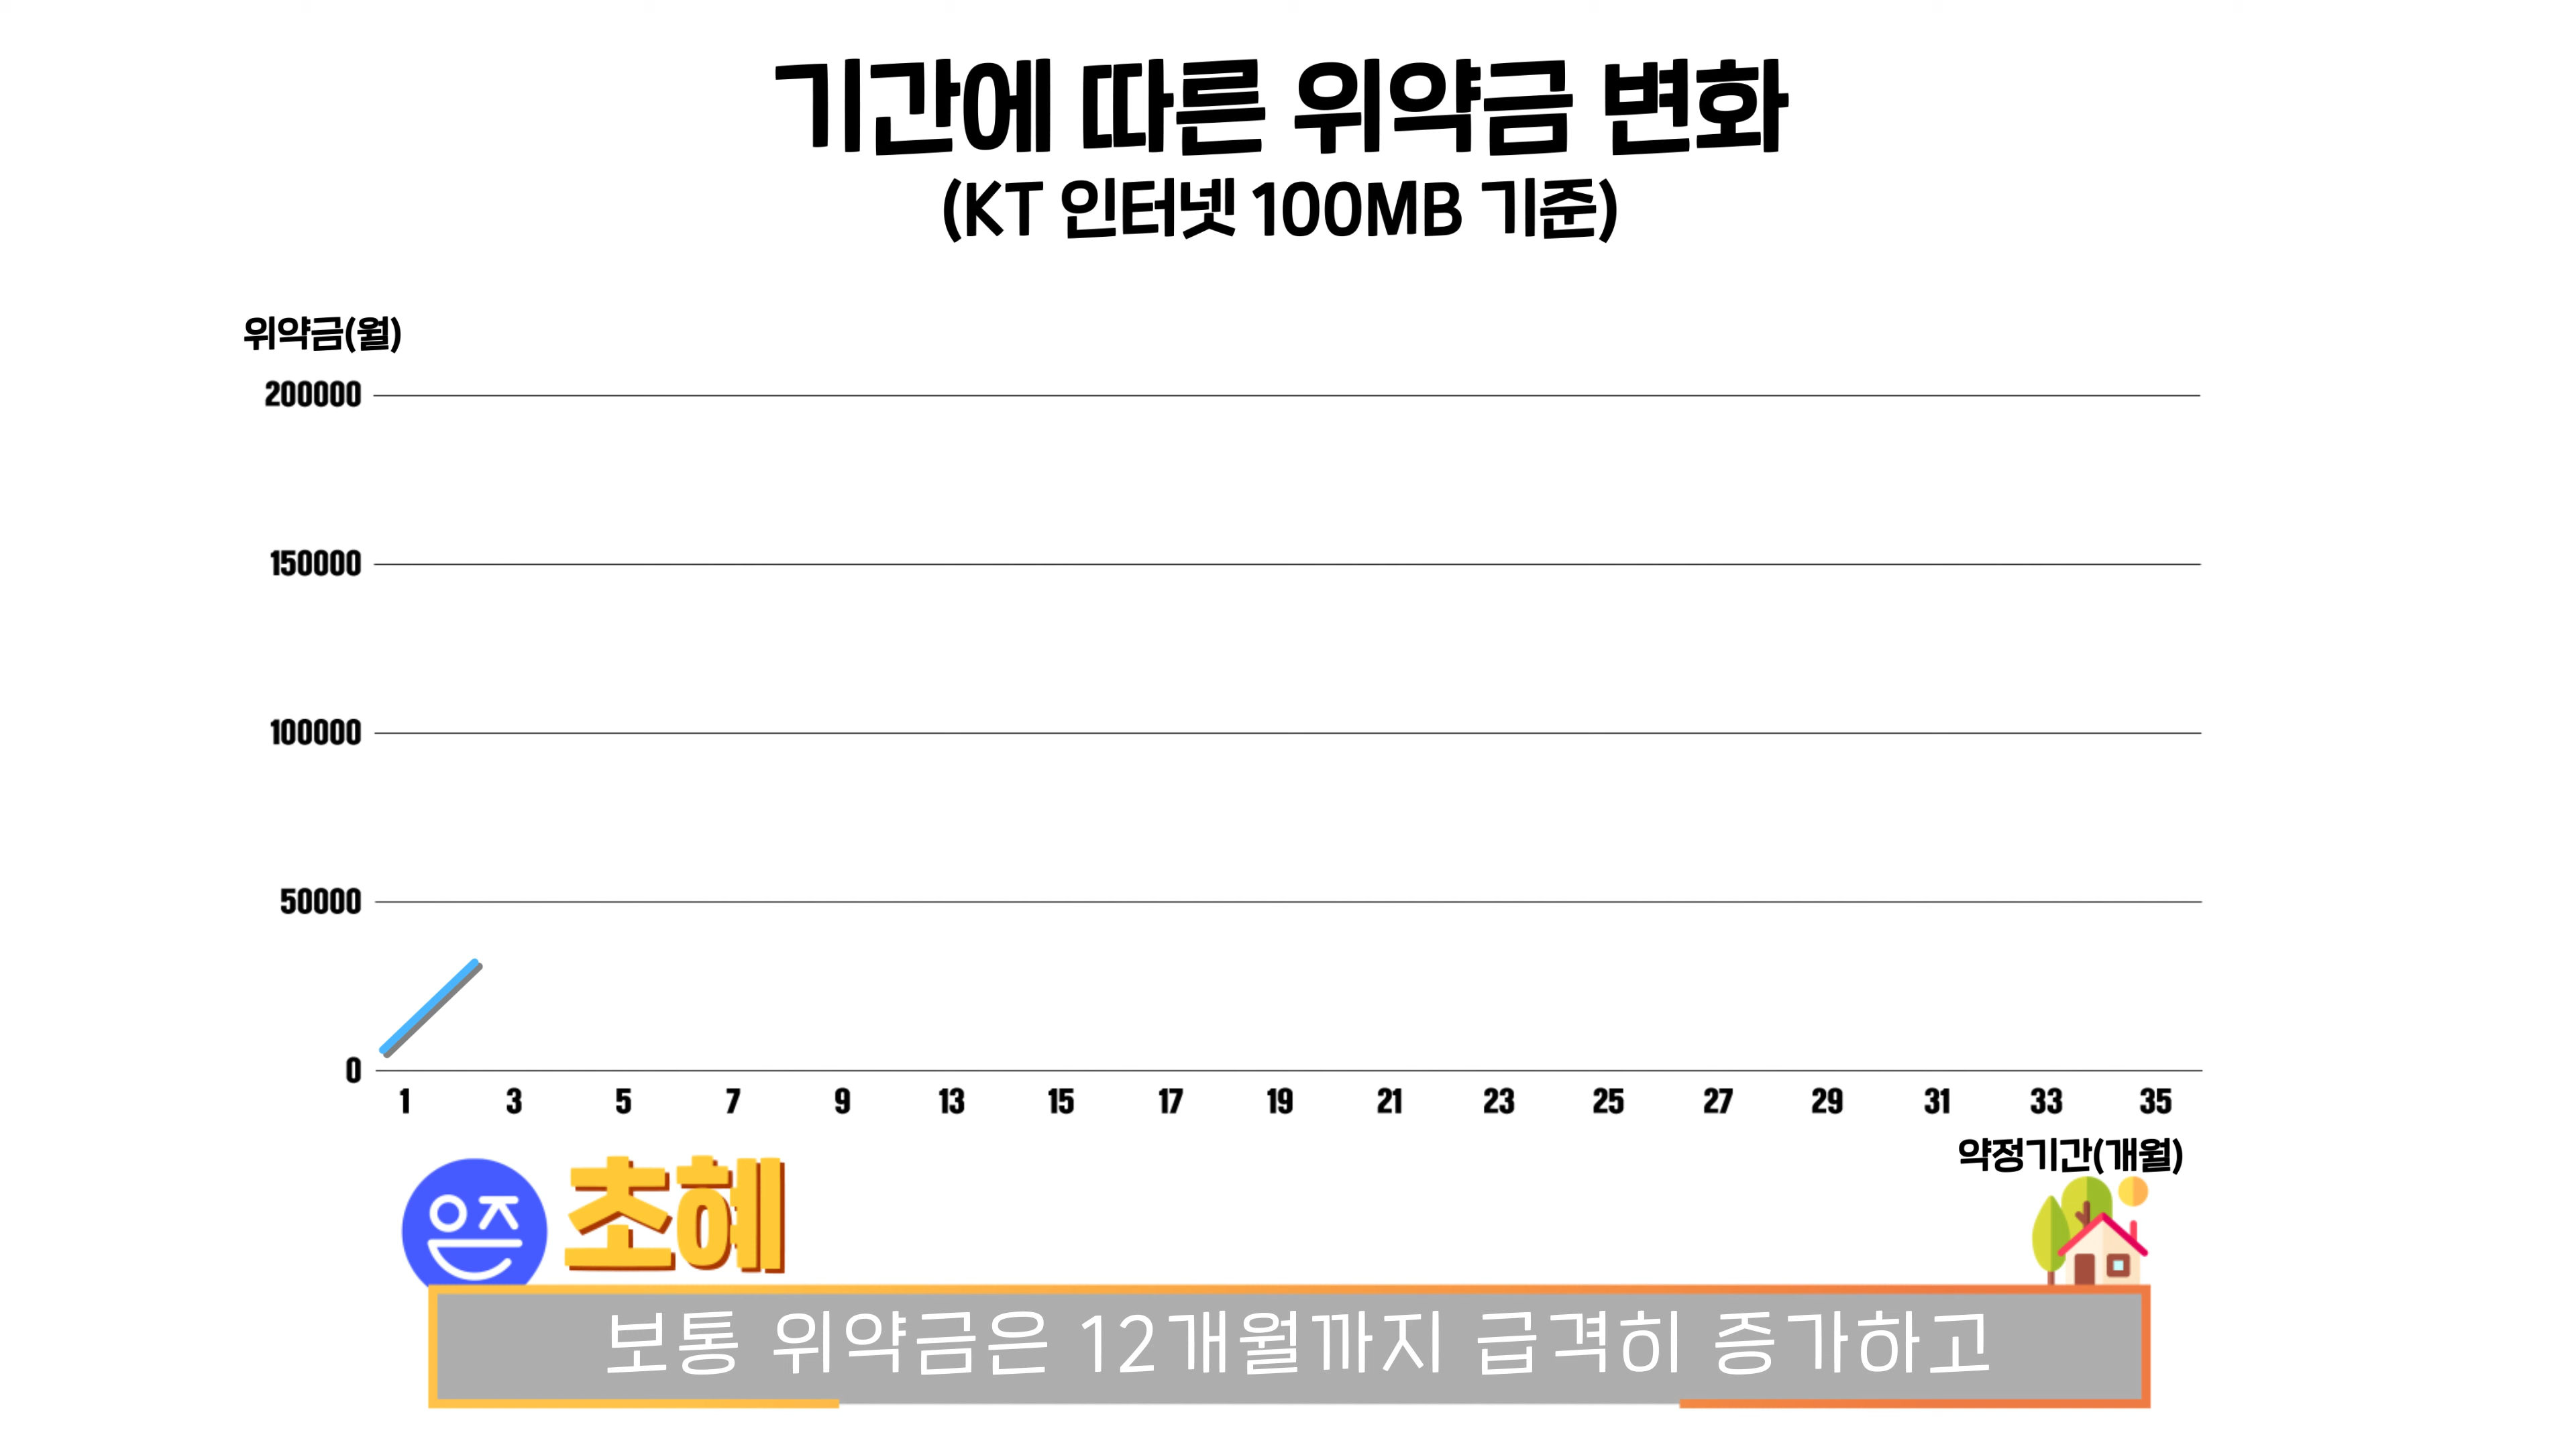 기간에 따른 위약금 변화
(KT 인터넷 100MB 기준)
위약금(월)
200000
150000
100000
50000
0
1 3 5 7 9 13 15 17 19 21 23 25 27 29 31 33 35
약정기간(개월)
으즈
초혜
보통 위약금은 12개월까지 급격히 증가하고